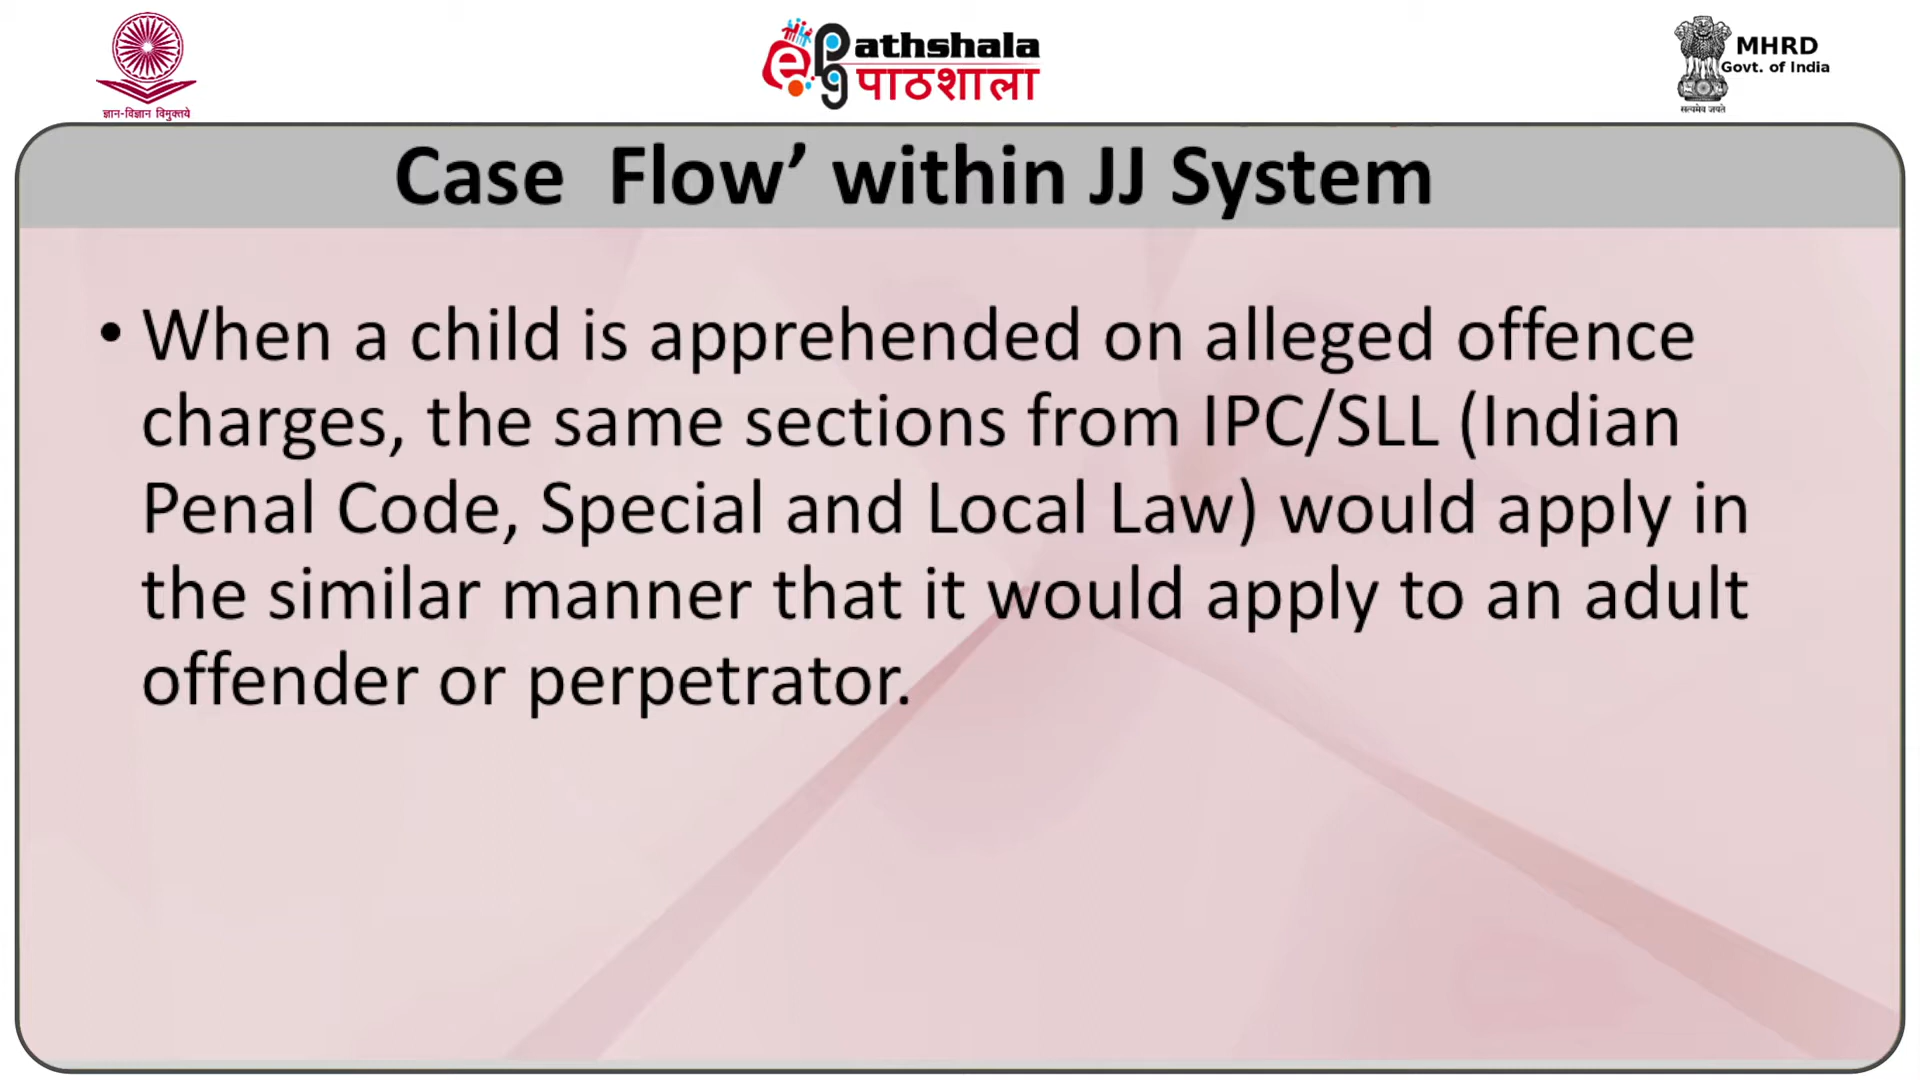 ज्ञान-विज्ञान विमुक्तये
e pg Pathshala
पाठशाला
MHRD
Govt. of India
सत्यमेव जयते
Case  Flow’ within JJ System
• When a child is apprehended on alleged offence
charges, the same sections from IPC/SLL (Indian
Penal Code, Special and Local Law) would apply in
the similar manner that it would apply to an adult
offender or perpetrator.